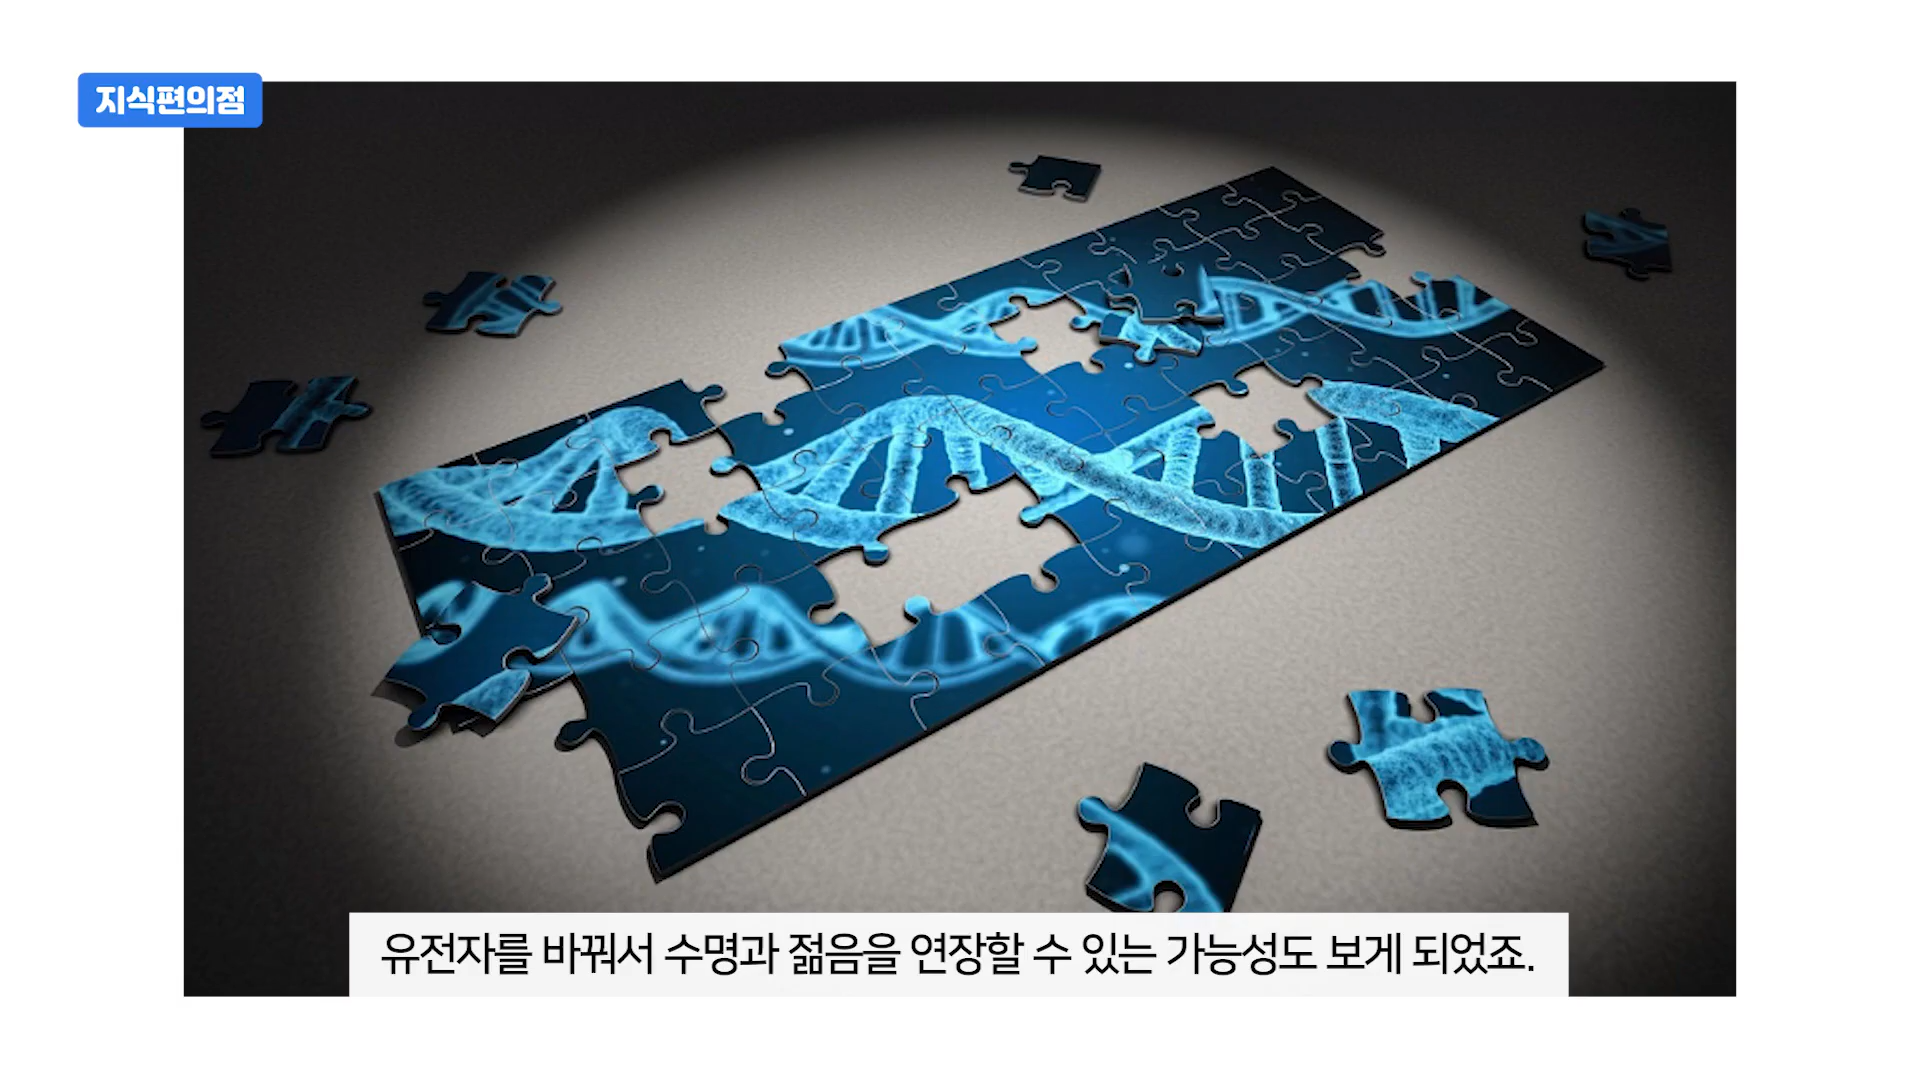 지식편의점
유전자를 바꿔서 수명과 젊음을 연장할 수 있는 가능성도 보게 되었죠.